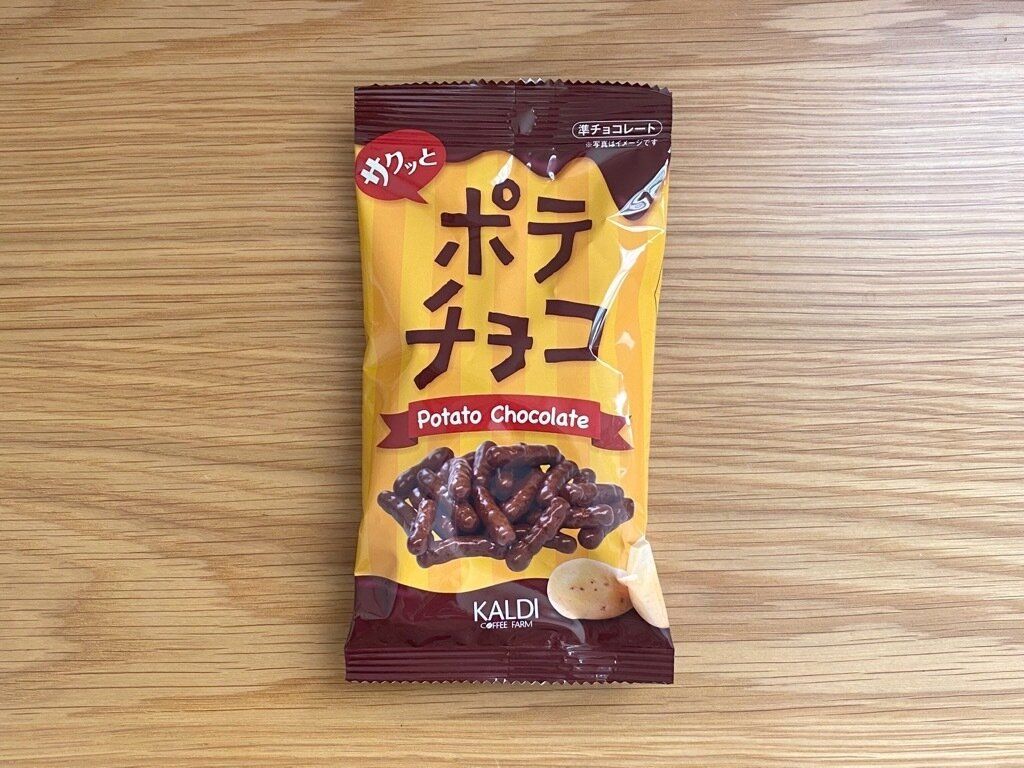 準チョコレート
※写真はイメージです
サクッと
ポテ
チョコ
Potato Chocolate
KALDI
COFFEE FARM